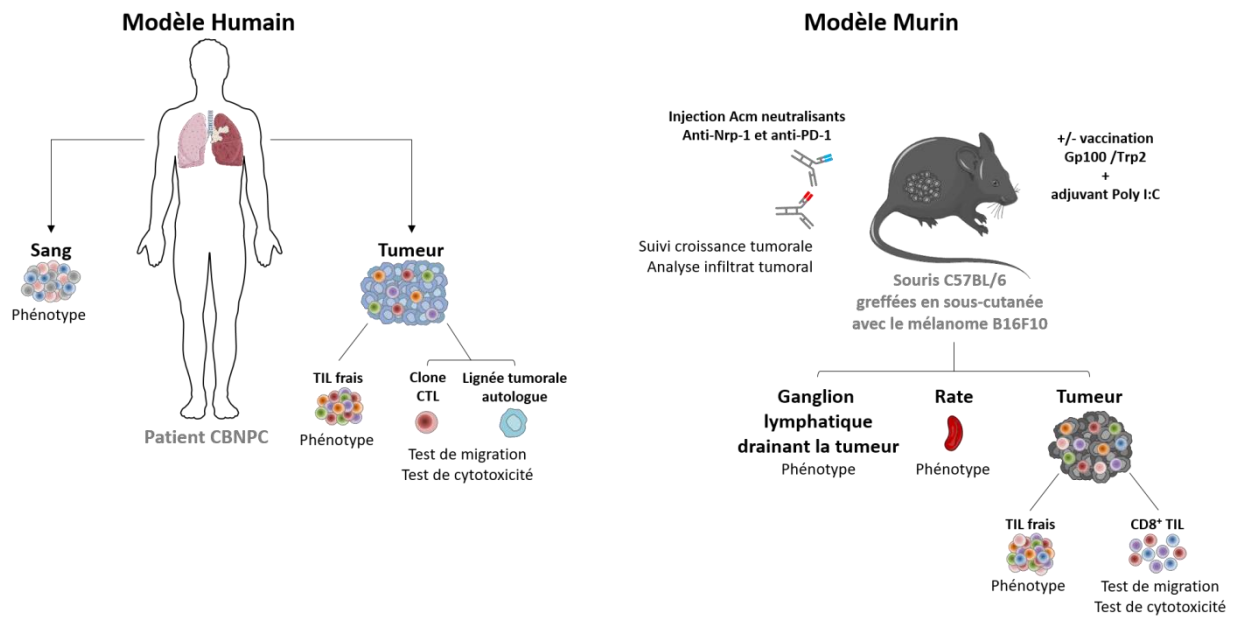 Modèle Humain
Sang
Phénotype
Tumeur
TIL frais
Phénotype
Clone
CTL
Lignée tumorale
autologue
Test de migration
Test de cytotoxicité
Patient CBNPC
Modèle Murin
Injection Acm neutralisants
Anti-Nrp-1 et anti-PD-1
+/- vaccination
Gp100 /Trp2
+
adjuvant Poly I:C
Suivi croissance tumorale
Analyse infiltrat tumoral
Souris C57BL/6
greffées en sous-cutanée
avec le mélanome B16F10
Ganglion
lymphatique
drainant la tumeur
Phénotype
Rate
Phénotype
Tumeur
TIL frais
Phénotype
CD8⁺ TIL
Test de migration
Test de cytotoxicité